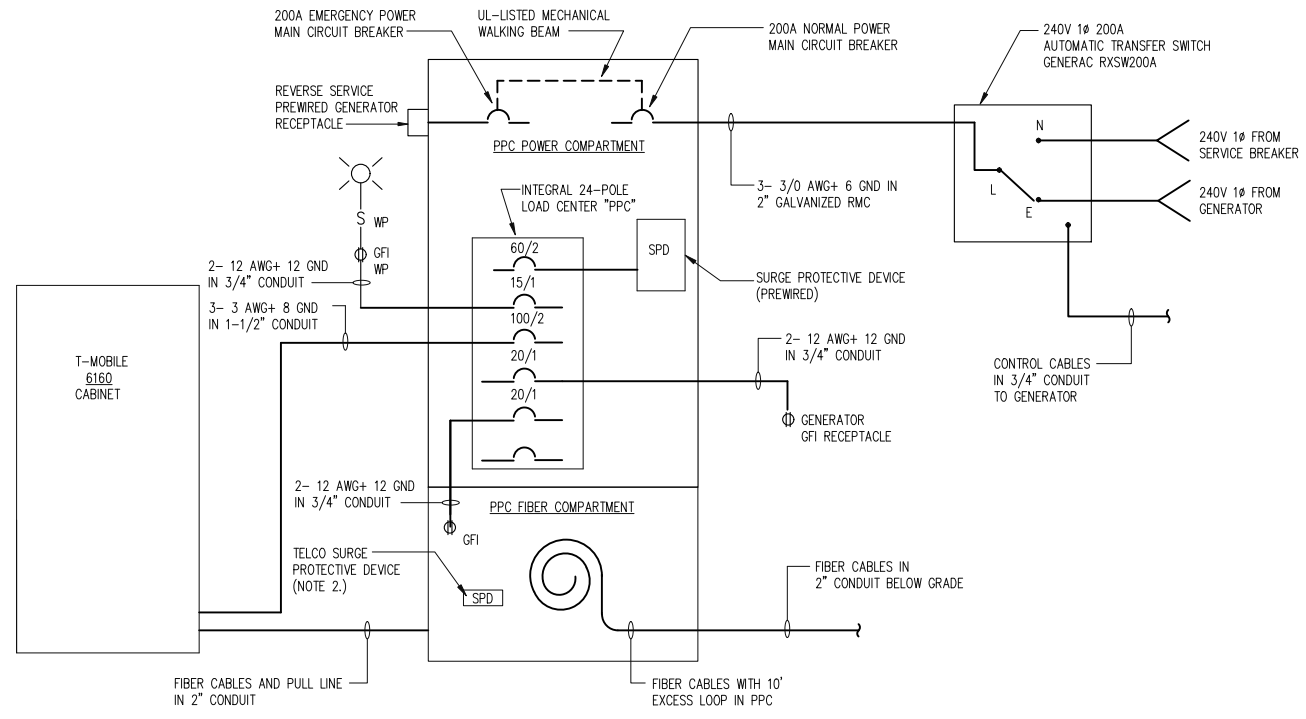 200A EMERGENCY POWER
MAIN CIRCUIT BREAKER
UL-LISTED MECHANICAL
WALKING BEAM
200A NORMAL POWER
MAIN CIRCUIT BREAKER
240V 1ø 200A
AUTOMATIC TRANSFER SWITCH
GENERAC RXSW200A
REVERSE SERVICE
PREWIRED GENERATOR
RECEPTACLE
PPC POWER COMPARTMENT
N
L
E
240V 1ø FROM
SERVICE BREAKER
240V 1ø FROM
GENERATOR
3- 3/0 AWG+ 6 GND IN
2" GALVANIZED RMC
INTEGRAL 24-POLE
LOAD CENTER "PPC"
S WP
GFI
WP
60/2
15/1
100/2
20/1
20/1
SPD
SURGE PROTECTIVE DEVICE
(PREWIRED)
2- 12 AWG+ 12 GND
IN 3/4" CONDUIT
3- 3 AWG+ 8 GND
IN 1-1/2" CONDUIT
T-MOBILE
6160
CABINET
2- 12 AWG+ 12 GND
IN 3/4" CONDUIT
GENERATOR
GFI RECEPTACLE
CONTROL CABLES
IN 3/4" CONDUIT
TO GENERATOR
2- 12 AWG+ 12 GND
IN 3/4" CONDUIT
PPC FIBER COMPARTMENT
GFI
TELCO SURGE
PROTECTIVE DEVICE
(NOTE 2.)
SPD
FIBER CABLES IN
2" CONDUIT BELOW GRADE
FIBER CABLES AND PULL LINE
IN 2" CONDUIT
FIBER CABLES WITH 10'
EXCESS LOOP IN PPC